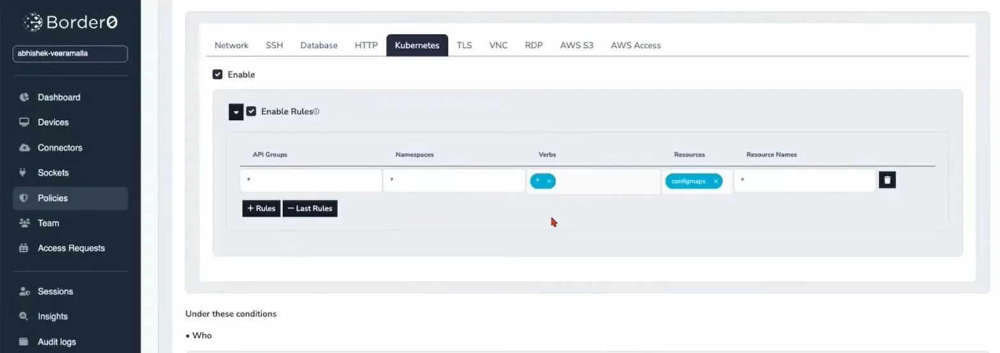 Border0
abhishek-veeramalla
Dashboard
Devices
Connectors
Sockets
Policies
Team
Access Requests
Sessions
Insights
Audit logs
Network SSH Database HTTP Kubernetes TLS VNC RDP AWS S3 AWS Access
Enable
Enable Rules
API Groups Namespaces Verbs Resources Resource Names
* * * × configmaps × *
+ Rules − Last Rules
Under these conditions
• Who